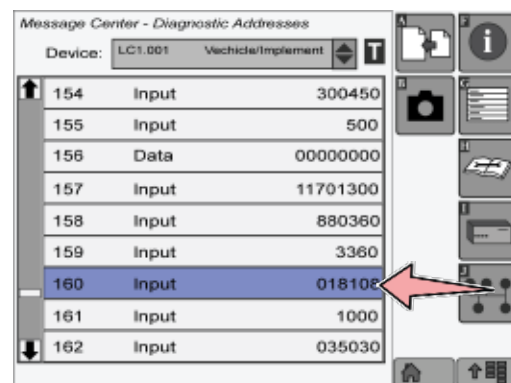 Message Center - Diagnostic Addresses
Device: LC1.001 Vechicle/Implement T
154 Input 300450
155 Input 500
156 Data 00000000
157 Input 11701300
158 Input 880360
159 Input 3360
160 Input 018108
161 Input 1000
162 Input 035030
A
F
i
G
H
I
J